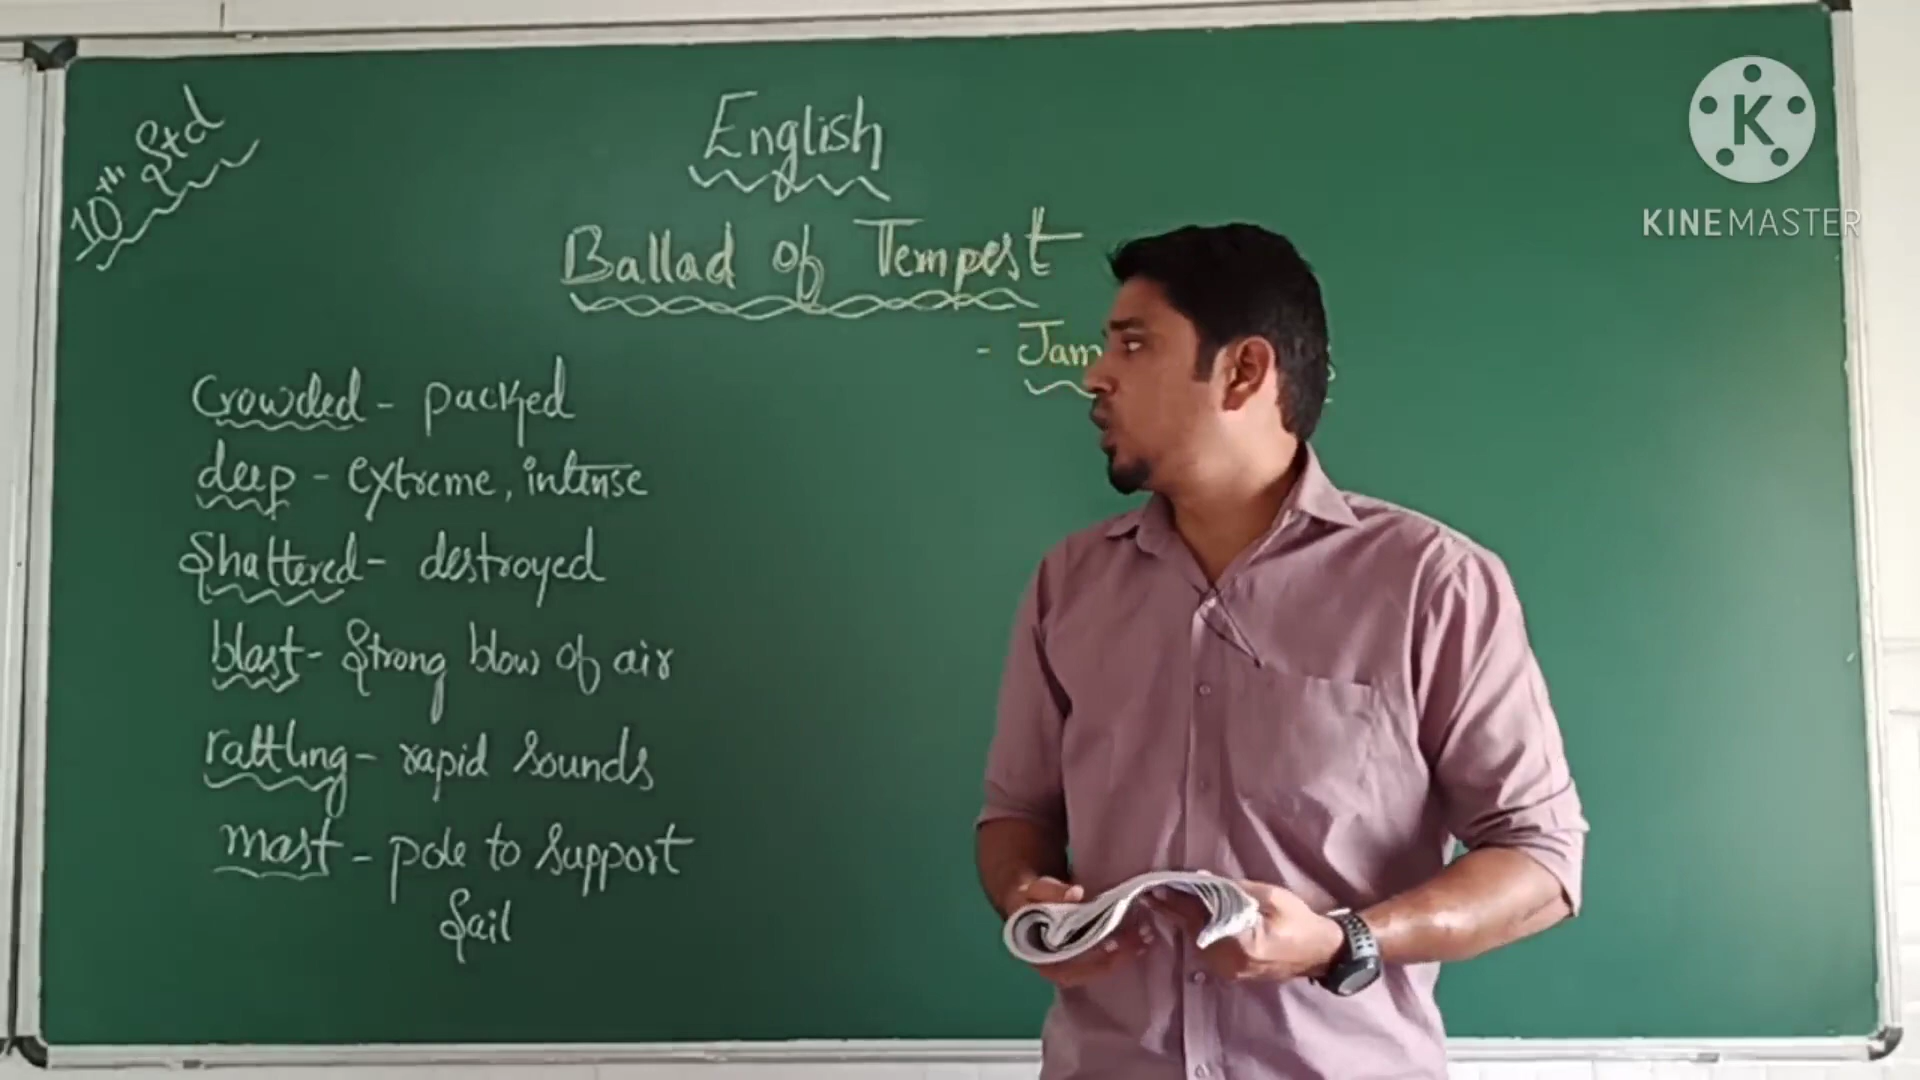 10th Std
English
Ballad of Tempest
- Jam
Crowded - packed
deep - extreme, intense
Shattered - destroyed
blast - Strong blow of air
rattling - rapid sounds
mast - pole to support
Sail
K
KINEMASTER